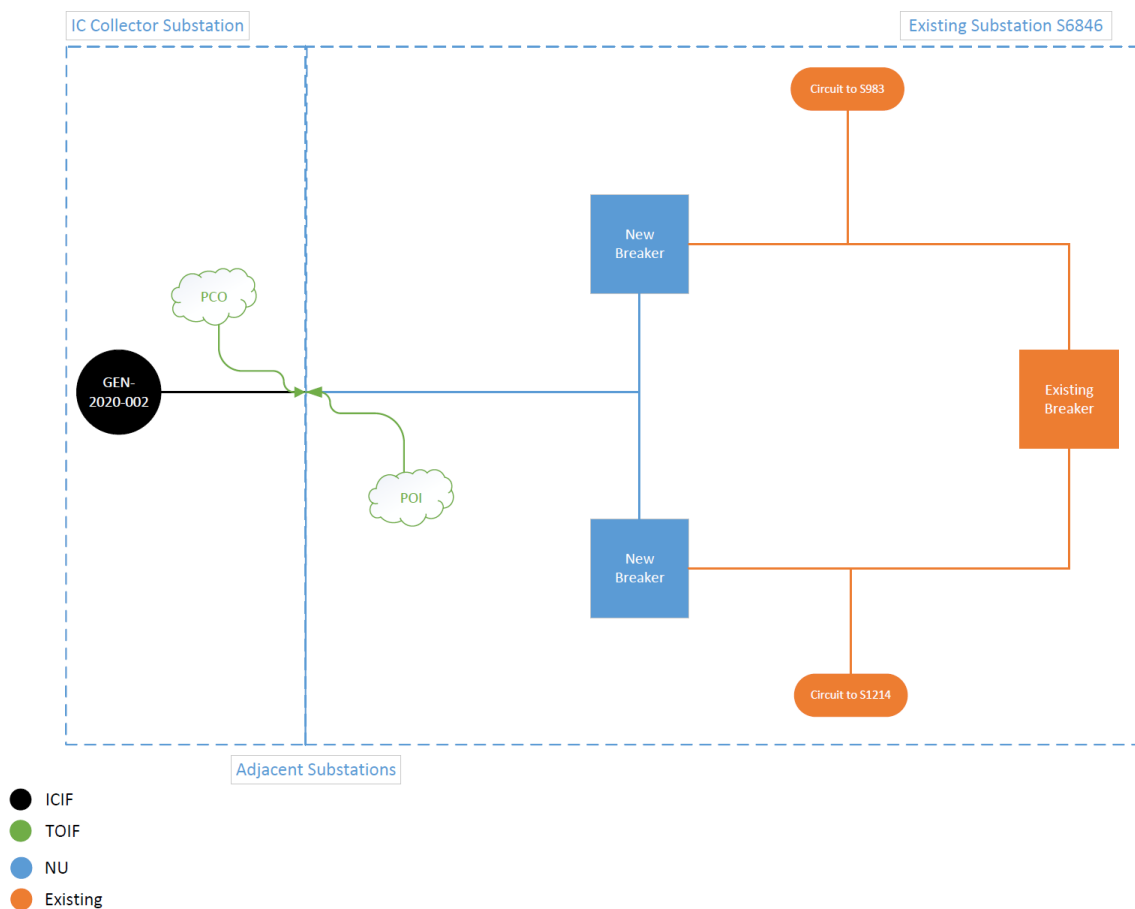 IC Collector Substation
Existing Substation S6846
Circuit to S983
New
Breaker
PCO
GEN-
2020-002
Existing
Breaker
POI
New
Breaker
Circuit to S1214
Adjacent Substations
ICIF
TOIF
NU
Existing